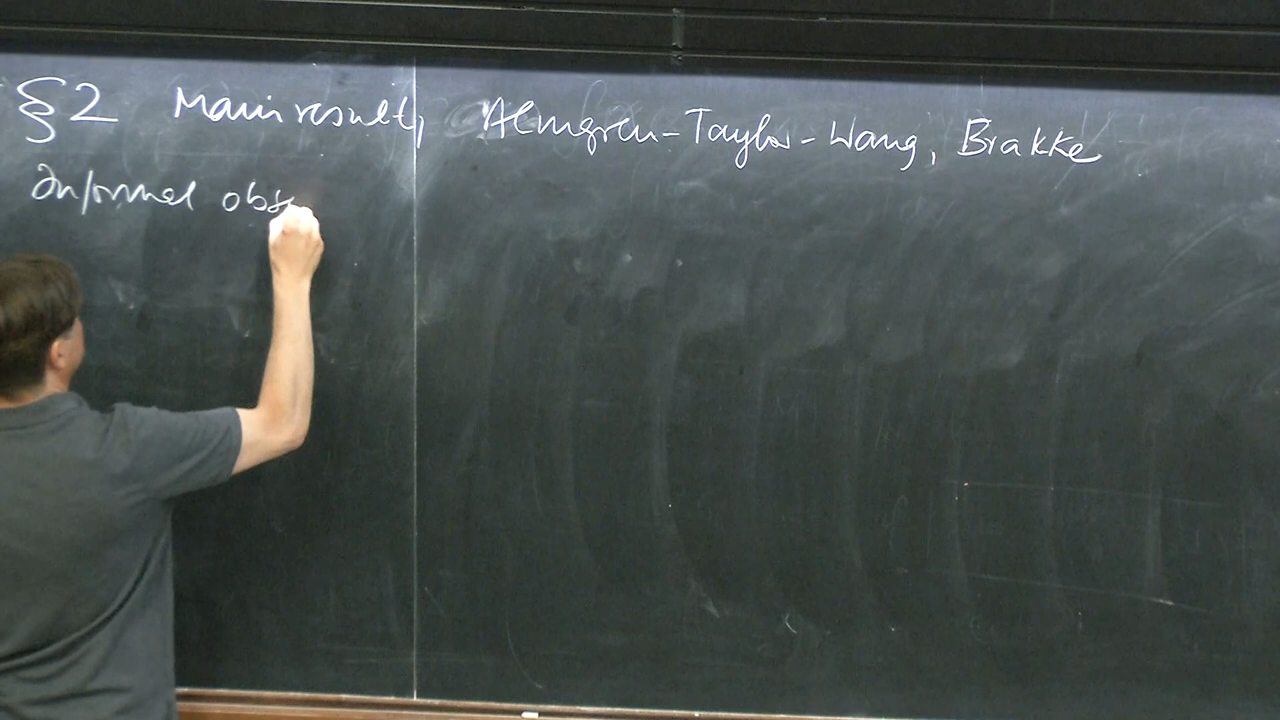 §2 Main result, Almgren-Taylor-Wang, Brakke
Informal obs